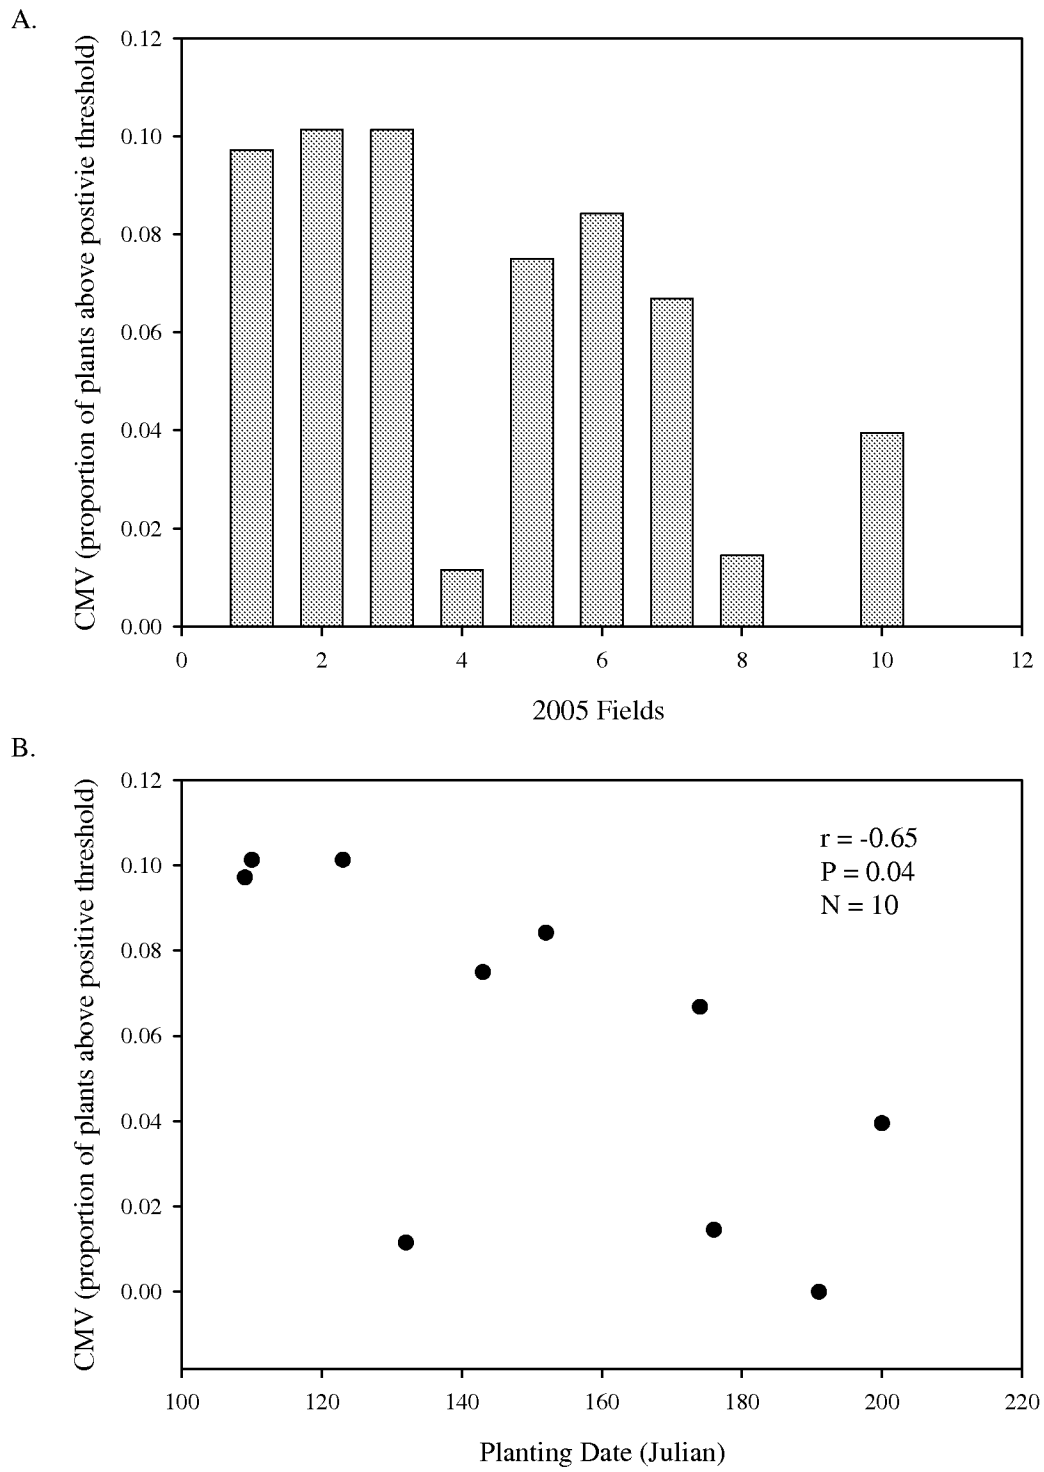 A.
CMV (proportion of plants above postivie threshold)
0.12
0.10
0.08
0.06
0.04
0.02
0.00
0 2 4 6 8 10 12
2005 Fields
B.
CMV (proportion of plants above positive threshold)
0.12
0.10
0.08
0.06
0.04
0.02
0.00
r = -0.65
P = 0.04
N = 10
100 120 140 160 180 200 220
Planting Date (Julian)